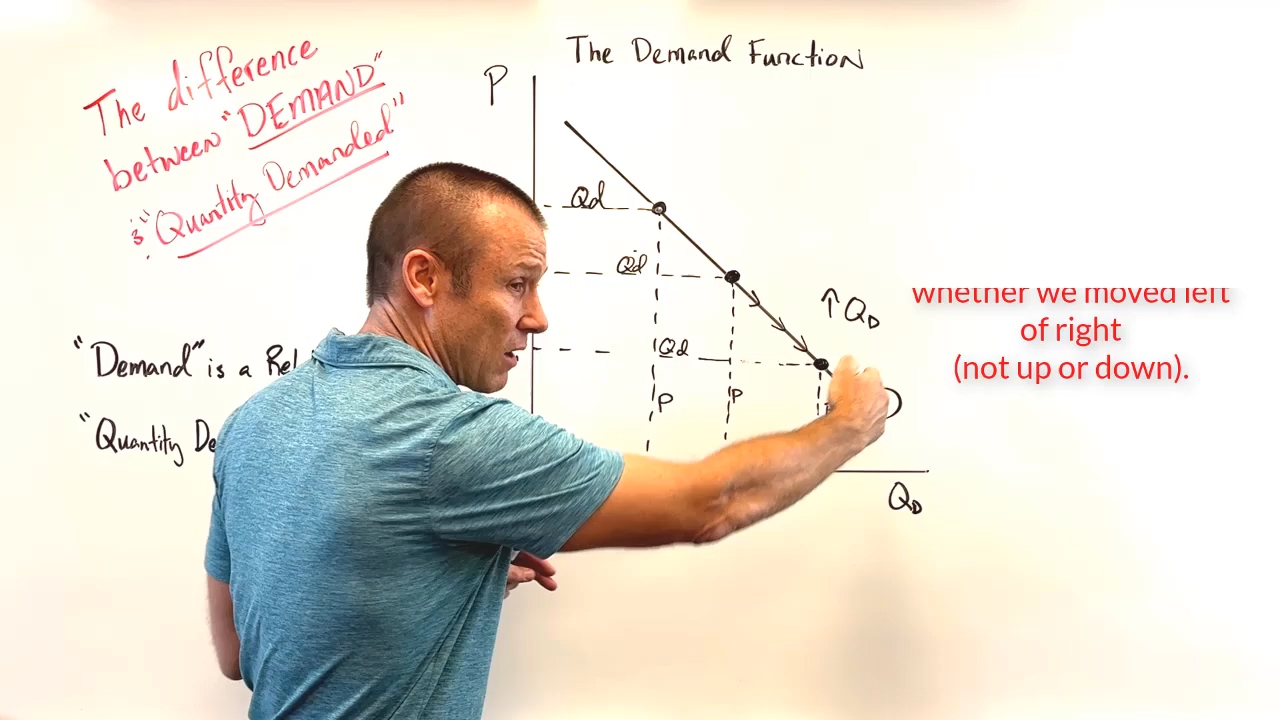 The difference
between "DEMAND"
& "Quantity Demanded"
The Demand Function
P
Qd
Qd
Qd
P
P
↑ QD
D
QD
"Demand" is a Rel
"Quantity De
whether we moved left
of right
(not up or down).